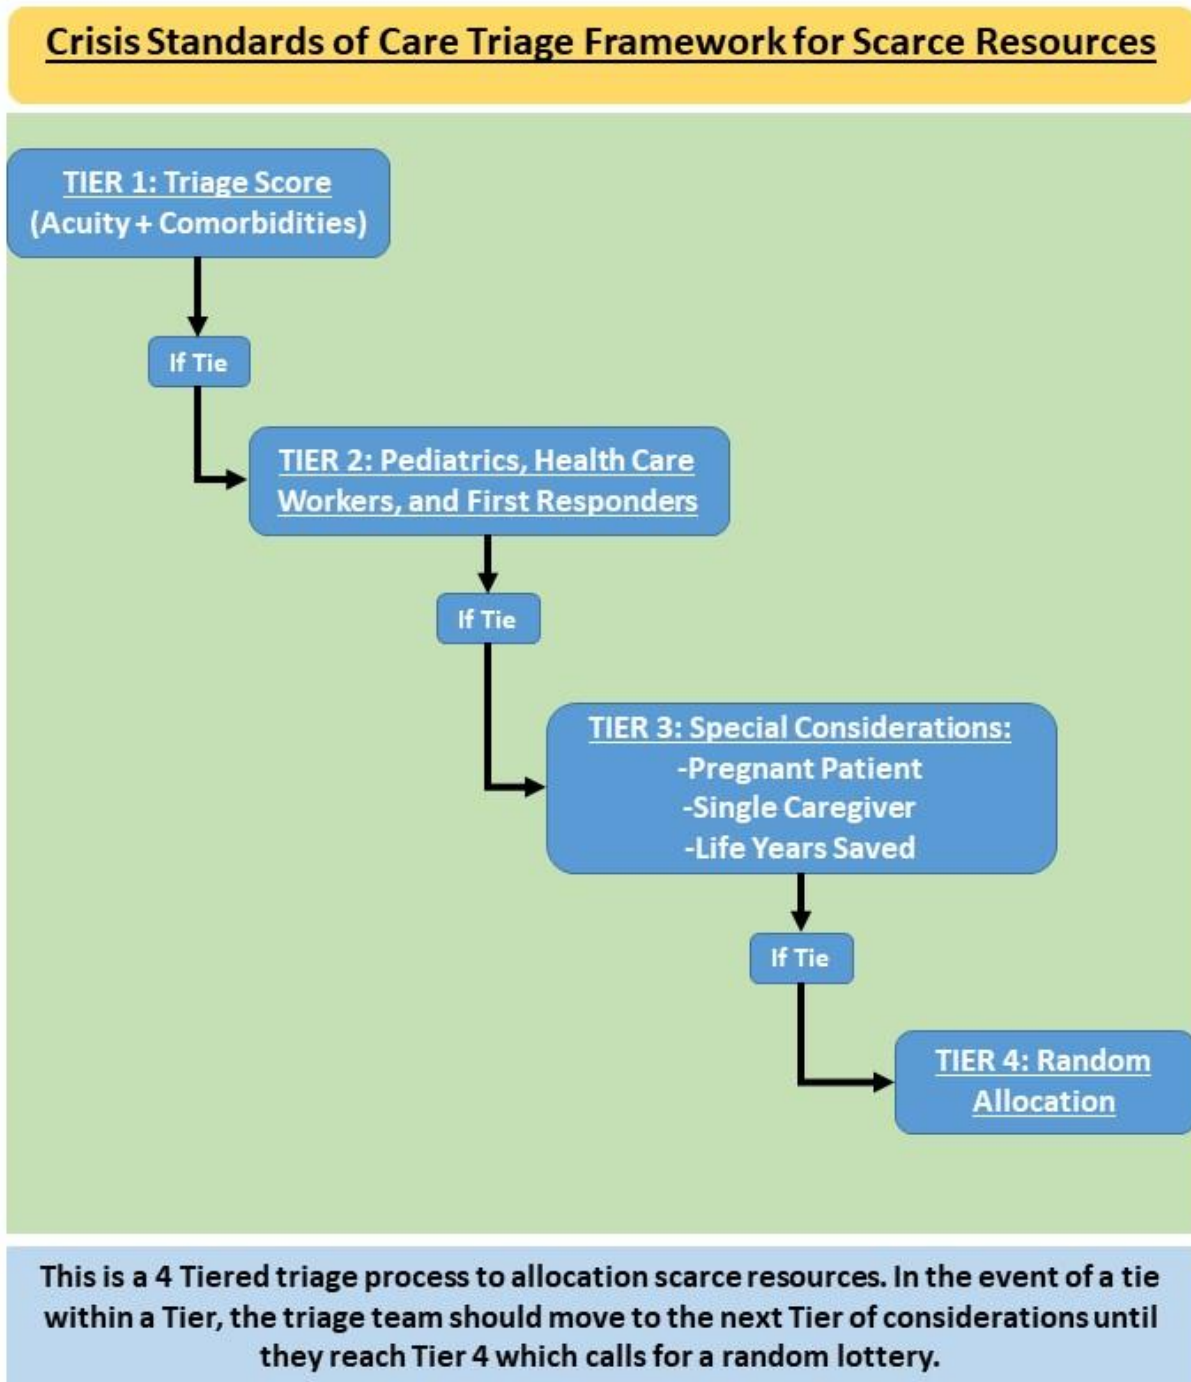 Crisis Standards of Care Triage Framework for Scarce Resources
TIER 1: Triage Score
(Acuity + Comorbidities)
If Tie
TIER 2: Pediatrics, Health Care
Workers, and First Responders
If Tie
TIER 3: Special Considerations:
-Pregnant Patient
-Single Caregiver
-Life Years Saved
If Tie
TIER 4: Random
Allocation
This is a 4 Tiered triage process to allocation scarce resources. In the event of a tie
within a Tier, the triage team should move to the next Tier of considerations until
they reach Tier 4 which calls for a random lottery.